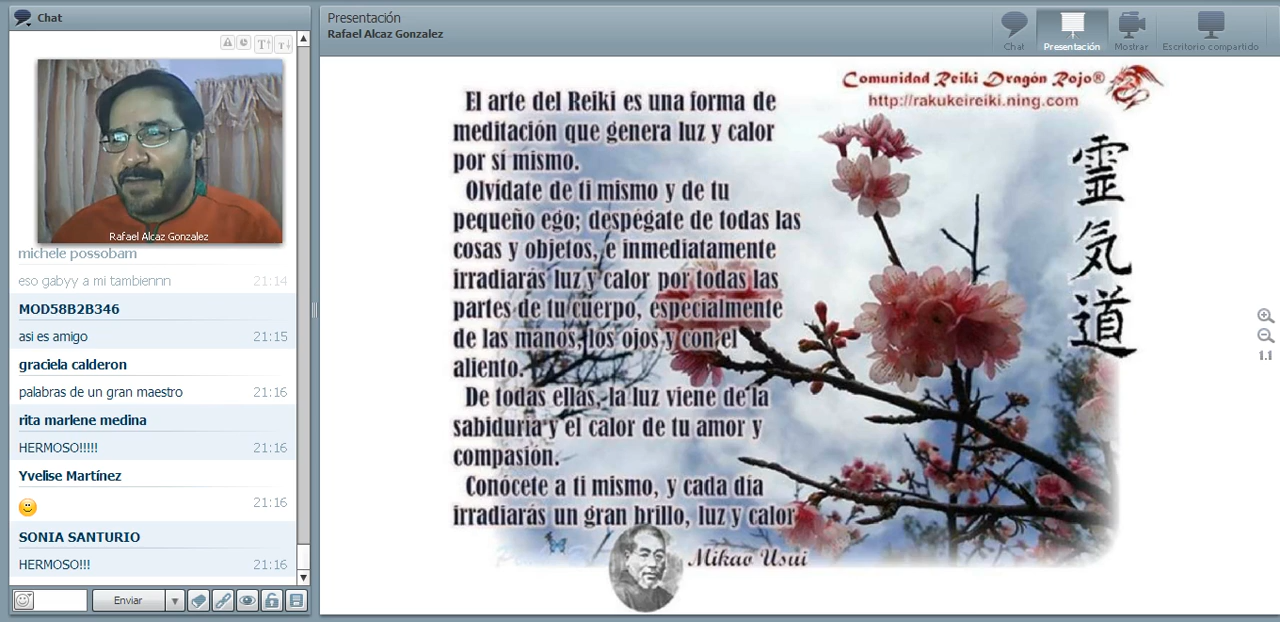 Chat
Rafael Alcaz Gonzalez
michele possobam
eso gabyy a mi tambiennn 21:14
MOD58B2B346
asi es amigo 21:15
graciela calderon
palabras de un gran maestro 21:16
rita marlene medina
HERMOSO!!!!! 21:16
Yvelise Martínez
21:16
SONIA SANTURIO
HERMOSO!!! 21:16
Enviar
Presentación
Rafael Alcaz Gonzalez
Chat
Presentación
Mostrar
Escritorio compartido
Comunidad Reiki Dragón Rojo®
http://rakukeireiki.ning.com
El arte del Reiki es una forma de
meditación que genera luz y calor
por sí mismo.
Olvídate de ti mismo y de tu
pequeño ego; despégate de todas las
cosas y objetos, e inmediatamente
irradiarás luz y calor por todas las
partes de tu cuerpo, especialmente
de las manos, los ojos y con el
aliento.
De todas ellas, la luz viene de la
sabiduría y el calor de tu amor y
compasión.
Conócete a ti mismo, y cada día
irradiarás un gran brillo, luz y calor
Mikao Usui
霊
気
道
1:1